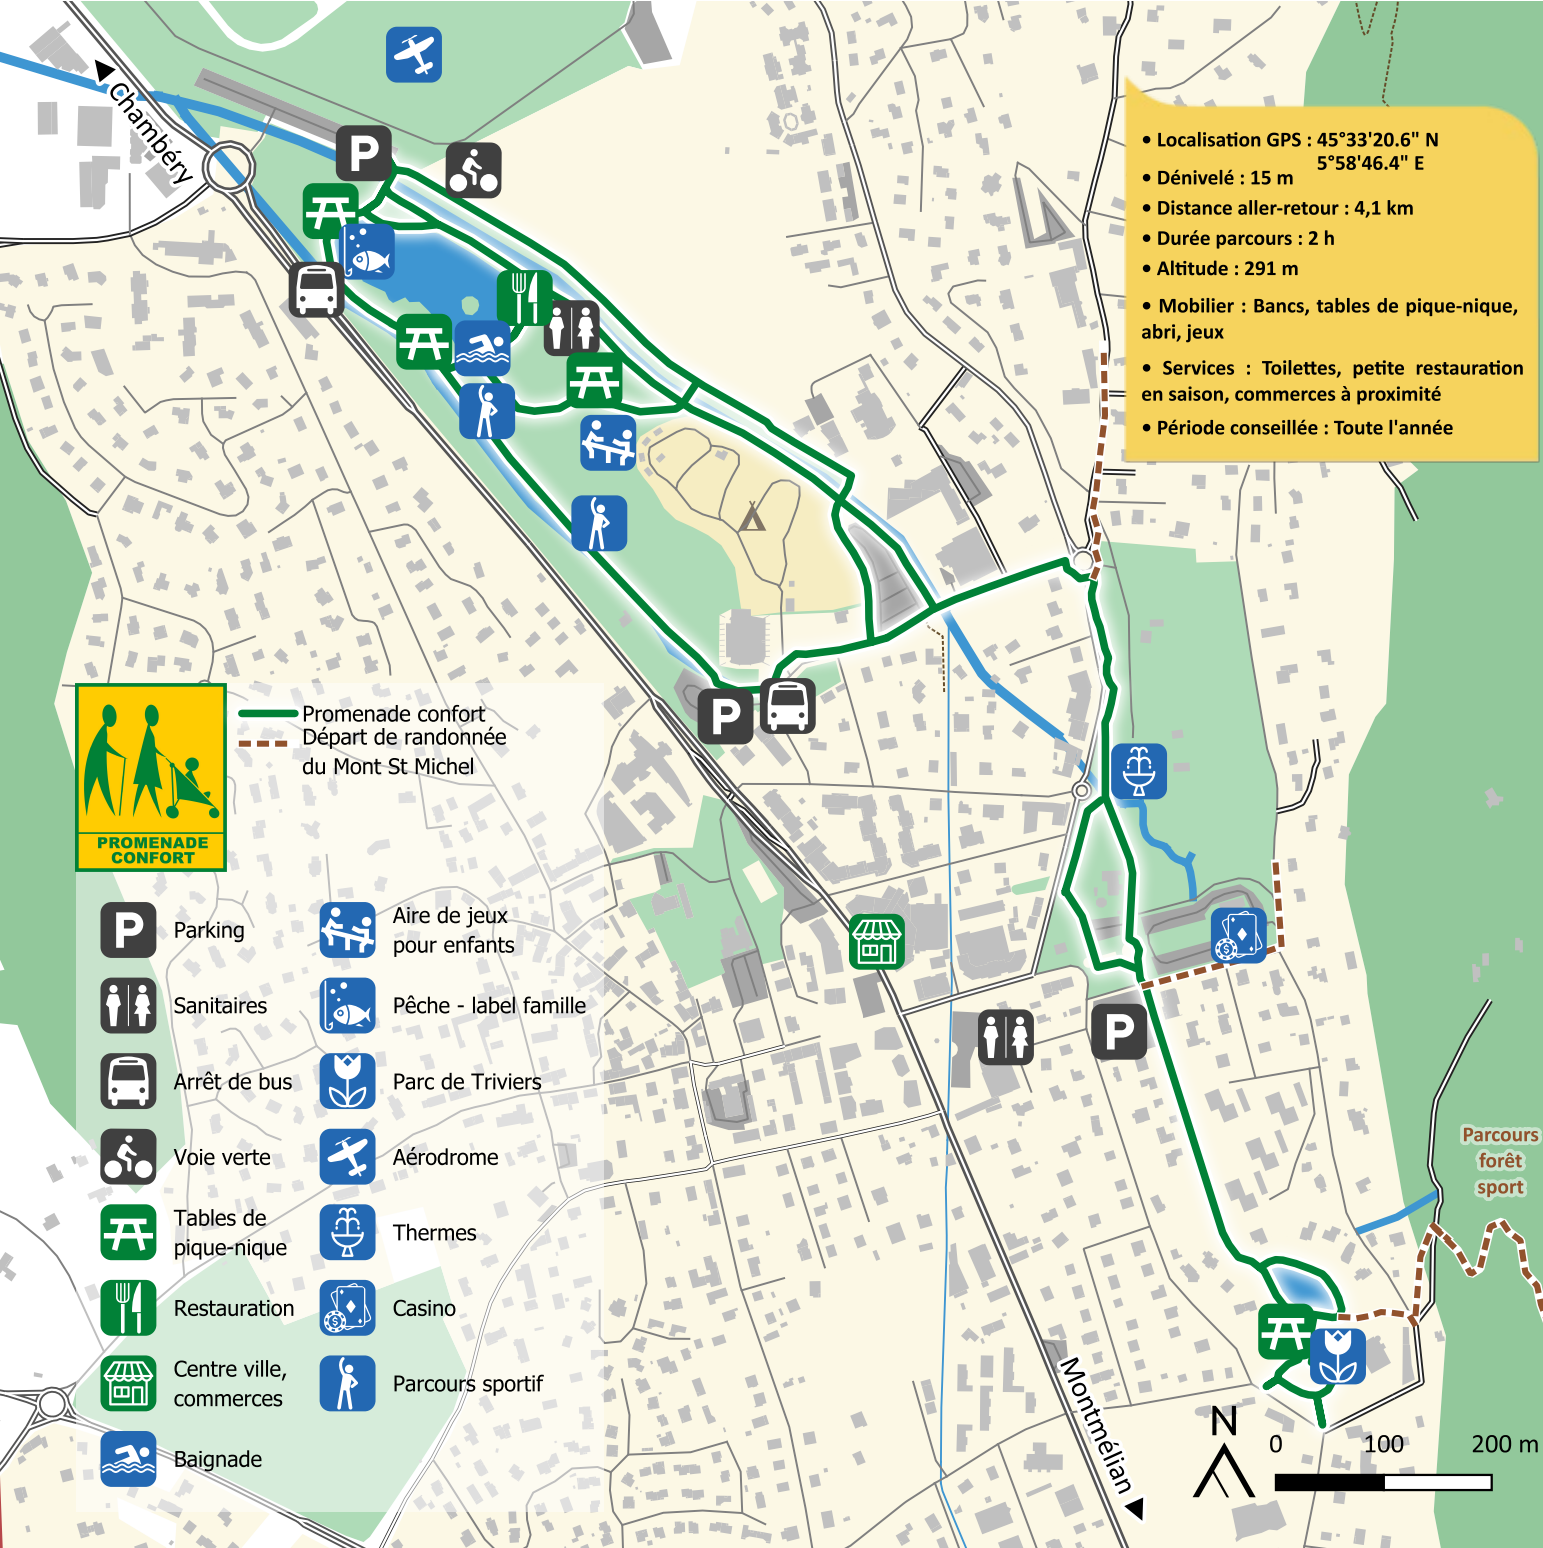 Chambéry
• Localisation GPS : 45°33'20.6" N
5°58'46.4" E
• Dénivelé : 15 m
• Distance aller-retour : 4,1 km
• Durée parcours : 2 h
• Altitude : 291 m
• Mobilier : Bancs, tables de pique-nique,
abri, jeux
• Services : Toilettes, petite restauration
en saison, commerces à proximité
• Période conseillée : Toute l'année
P
P
P
PROMENADE
CONFORT
Promenade confort
Départ de randonnée
du Mont St Michel
P
Parking
Sanitaires
Arrêt de bus
Voie verte
Tables de
pique-nique
Restauration
Centre ville,
commerces
Baignade
Aire de jeux
pour enfants
Pêche - label famille
Parc de Triviers
Aérodrome
Thermes
Casino
Parcours sportif
Parcours
forêt
sport
Montmélian
N
0 100 200 m